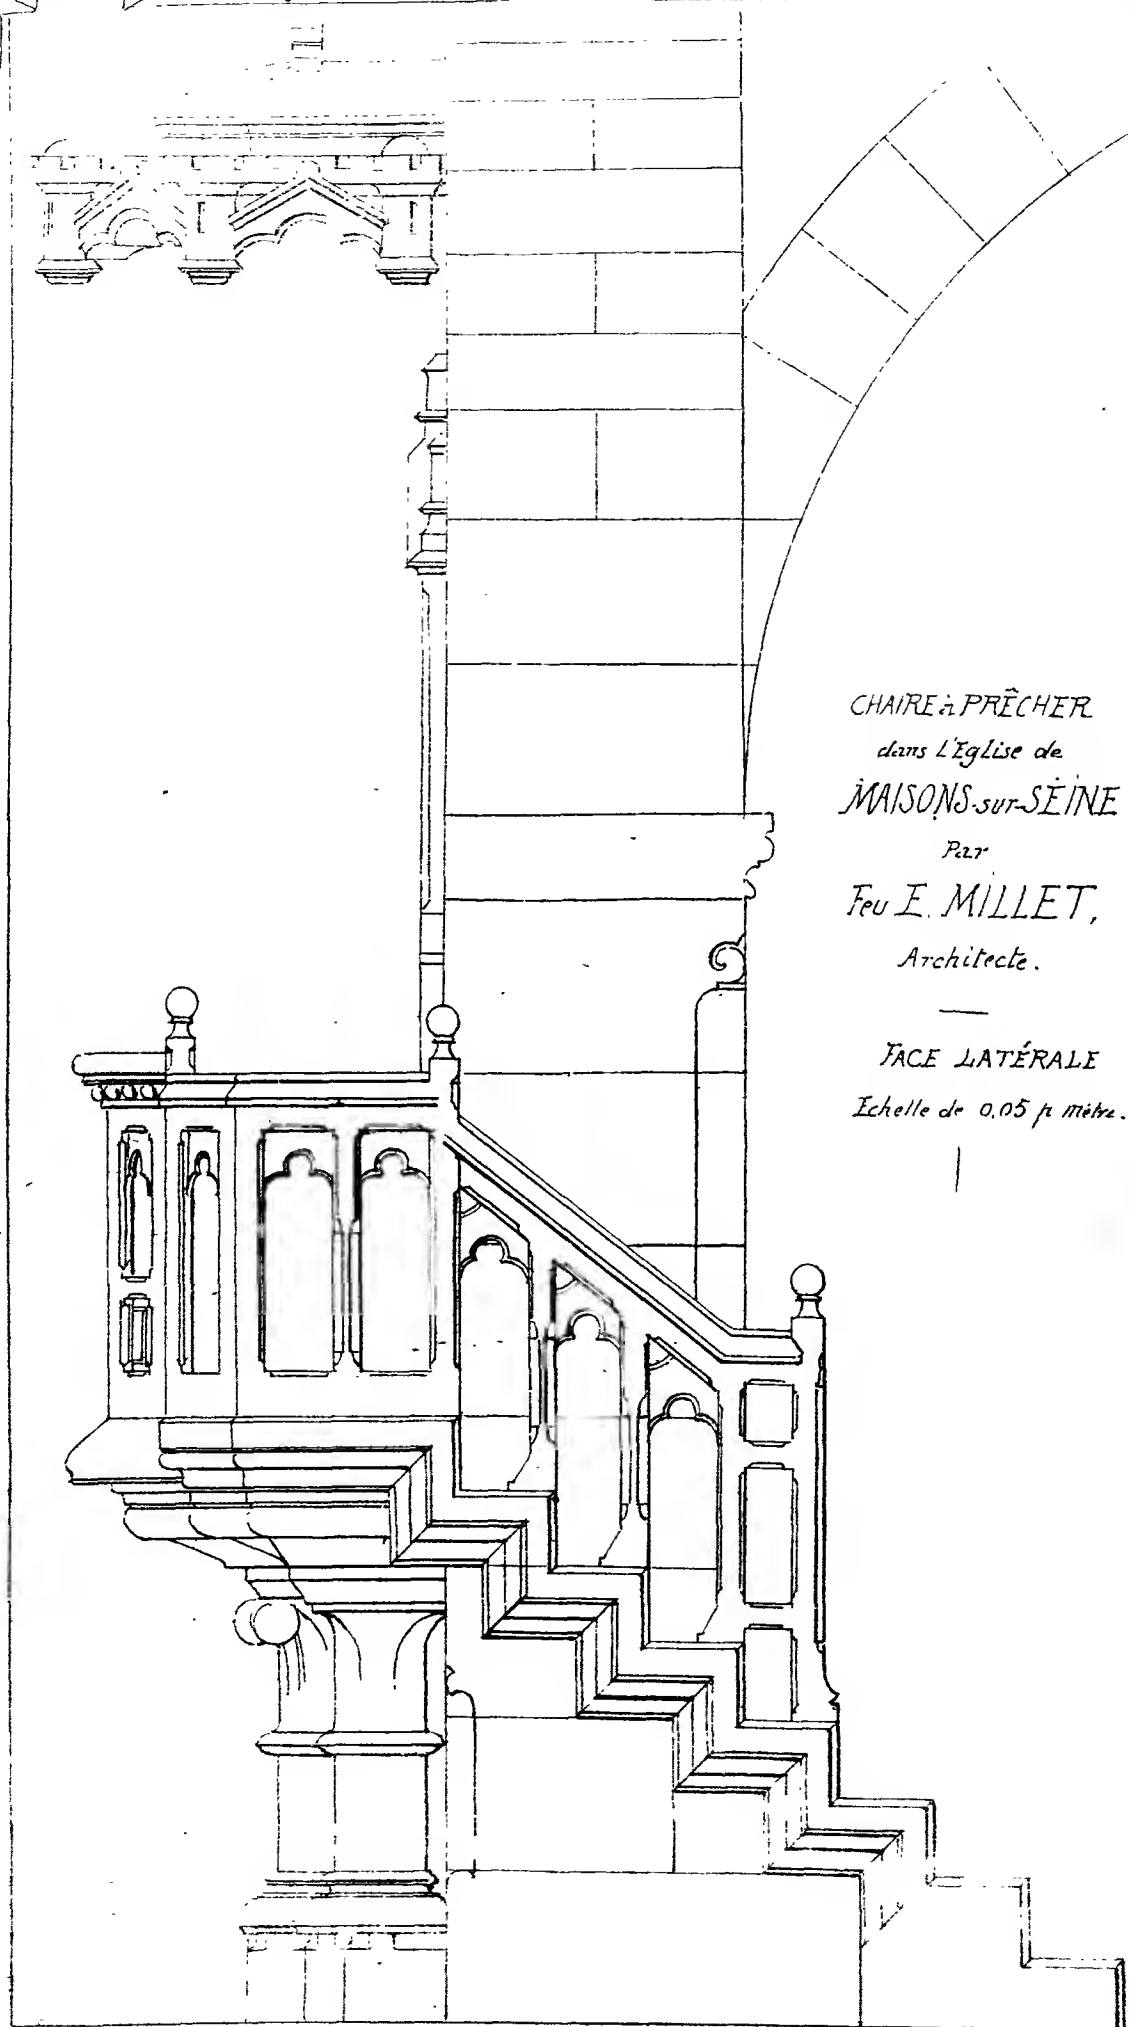 CHAIRE à PRÊCHER
dans L'Eglise de
MAISONS-sur-SEINE
Par
Feu E. MILLET,
Architecte.
FACE LATÉRALE
Echelle de 0,05 p mètre.